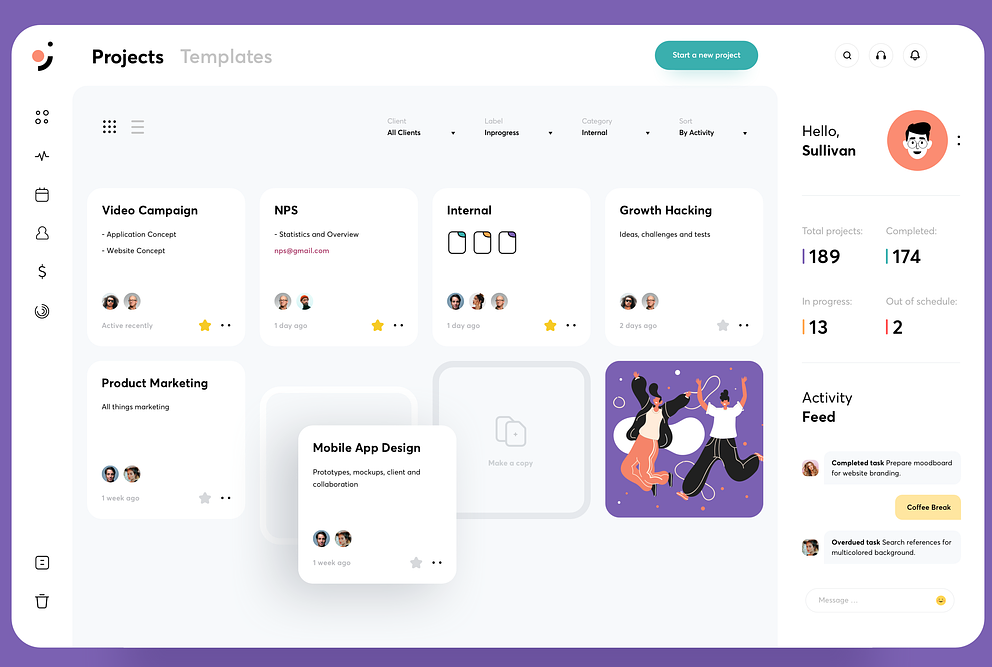 Projects
Templates
Start a new project
Client
All Clients
Label
Inprogress
Category
Internal
Sort
By Activity
Video Campaign
- Application Concept
- Website Concept
Active recently
NPS
- Statistics and Overview
nps@gmail.com
1 day ago
Internal
1 day ago
Growth Hacking
Ideas, challenges and tests
2 days ago
Product Marketing
All things marketing
1 week ago
Mobile App Design
Prototypes, mockups, client and
collaboration
1 week ago
Make a copy
Hello,
Sullivan
Total projects:
189
Completed:
174
In progress:
13
Out of schedule:
2
Activity
Feed
Completed task Prepare moodboard
for website branding.
Coffee Break
Overdued task Search references for
multicolored background.
Message ...